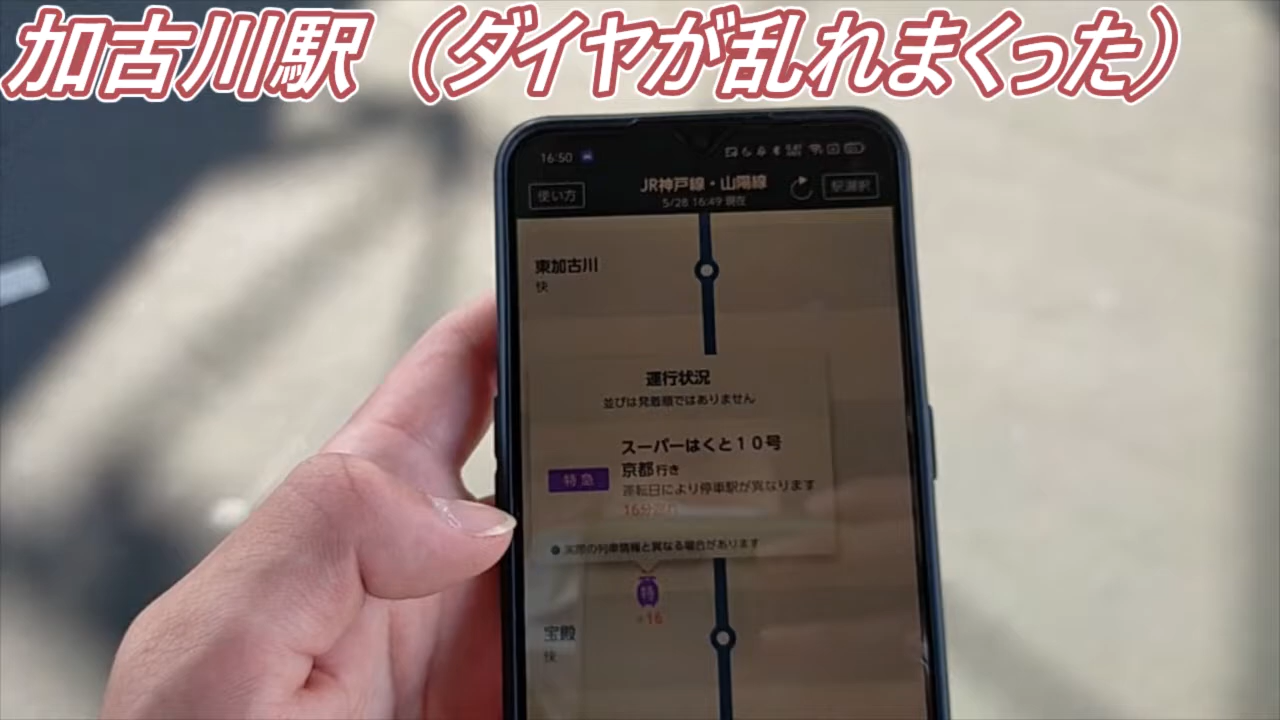 加古川駅（ダイヤが乱れまくった）
16:50
使い方
JR神戸線・山陽線
駅選択
5/28 16:49 現在
東加古川
快
運行状況
並びは発着順ではありません
スーパーはくと１０号
特急
京都行き
運転日により停車駅が異なります
16分遅れ
● 実際の列車情報と異なる場合があります
特
+16
宝殿
快